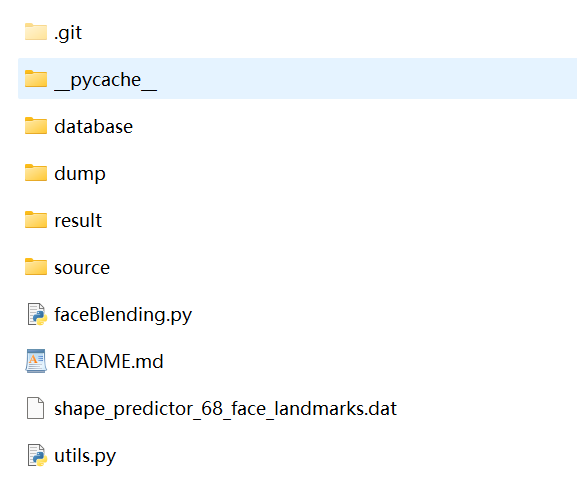 .git
__pycache__
database
dump
result
source
faceBlending.py
README.md
shape_predictor_68_face_landmarks.dat
utils.py